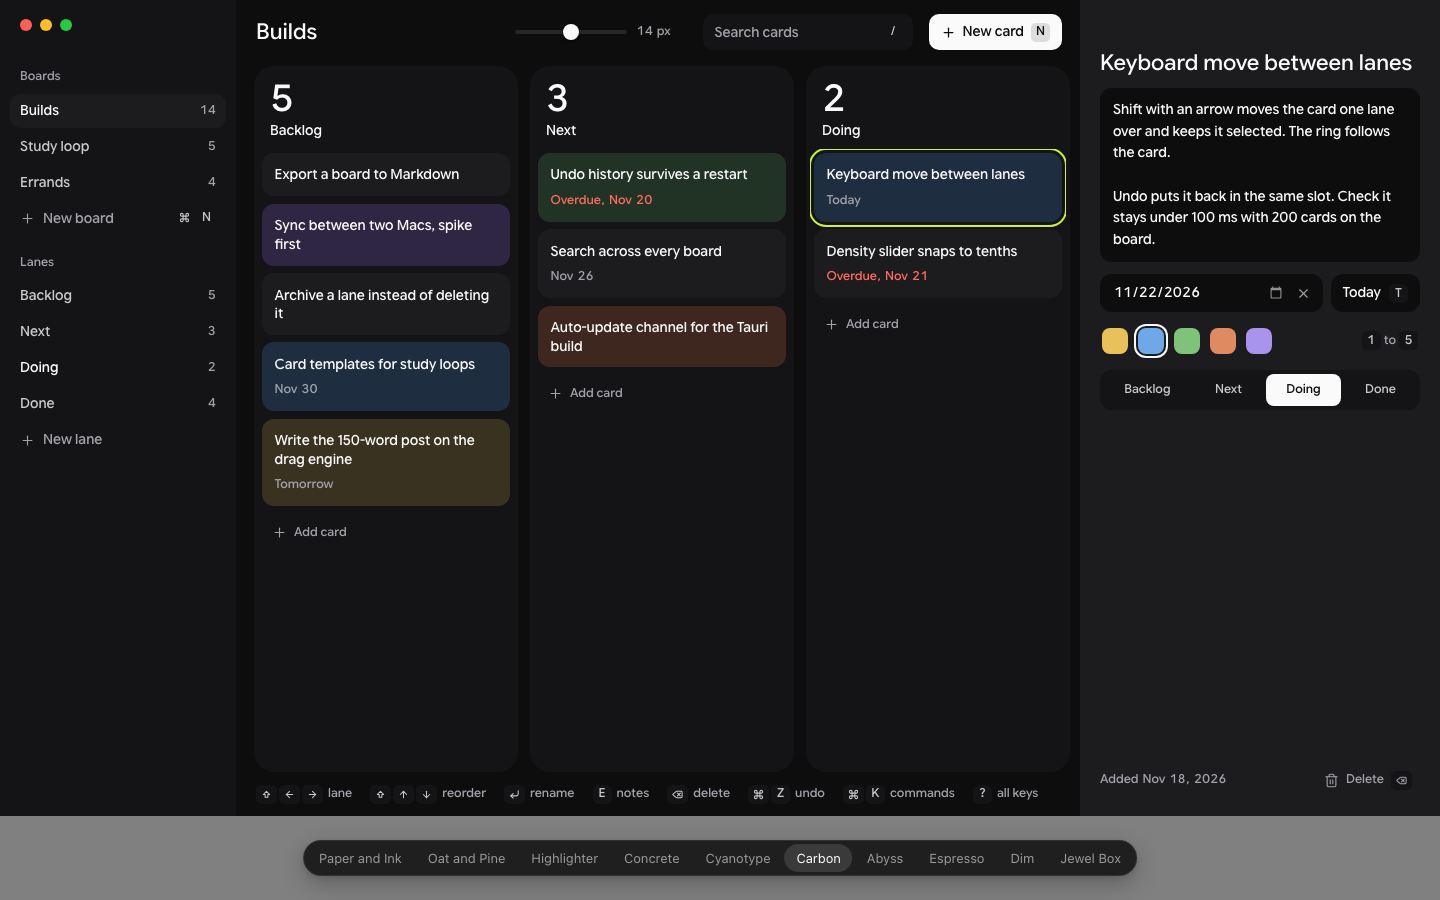 Boards
Builds 14
Study loop 5
Errands 4
New board ⌘ N
Lanes
Backlog 5
Next 3
Doing 2
Done 4
New lane
Builds
14 px
Search cards /
New card N
5
Backlog
Export a board to Markdown
Sync between two Macs, spike
first
Archive a lane instead of deleting
it
Card templates for study loops
Nov 30
Write the 150-word post on the
drag engine
Tomorrow
Add card
3
Next
Undo history survives a restart
Overdue, Nov 20
Search across every board
Nov 26
Auto-update channel for the Tauri
build
Add card
2
Doing
Keyboard move between lanes
Today
Density slider snaps to tenths
Overdue, Nov 21
Add card
⇧ ← → lane ⇧ ↑ ↓ reorder ↵ rename E notes ⌫ delete ⌘ Z undo ⌘ K commands ? all keys
Keyboard move between lanes
Shift with an arrow moves the card one lane
over and keeps it selected. The ring follows
the card.
Undo puts it back in the same slot. Check it
stays under 100 ms with 200 cards on the
board.
11/22/2026
Today T
1 to 5
Backlog Next Doing Done
Added Nov 18, 2026
Delete ⌫
Paper and Ink Oat and Pine Highlighter Concrete Cyanotype Carbon Abyss Espresso Dim Jewel Box